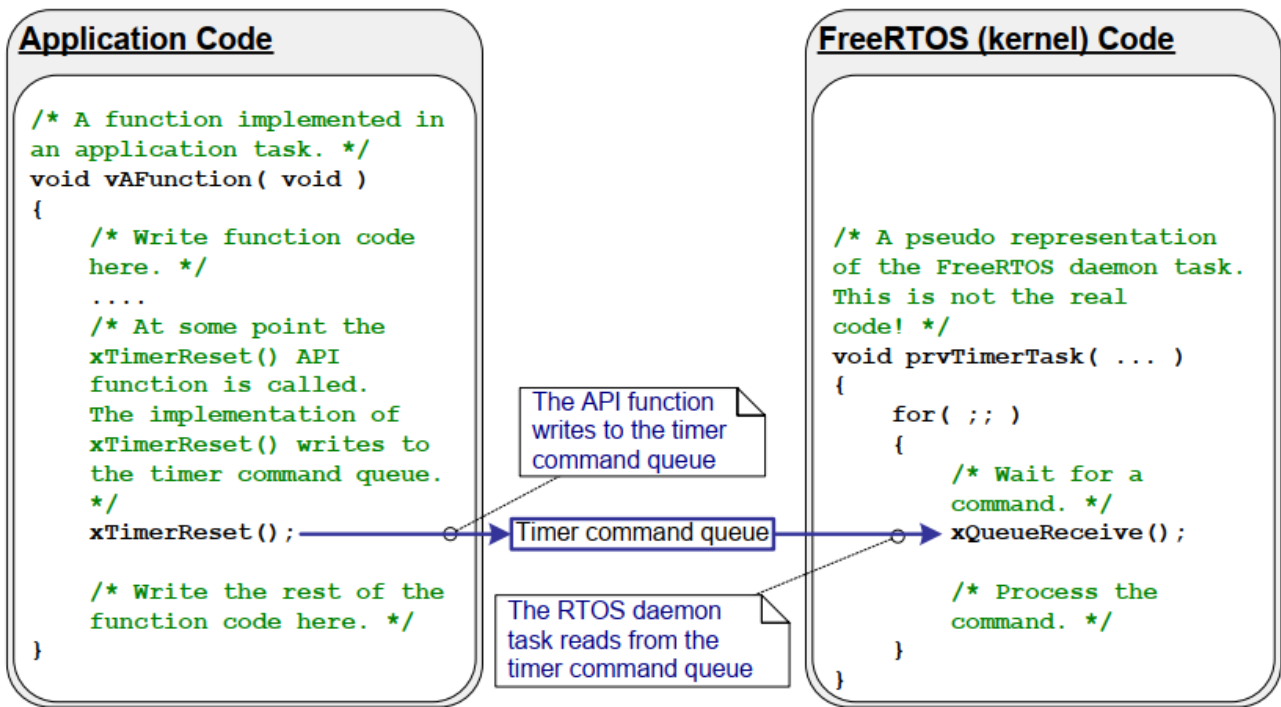 Application Code
/* A function implemented in
an application task. */
void vAFunction( void )
{
/* Write function code
here. */
....
/* At some point the
xTimerReset() API
function is called.
The implementation of
xTimerReset() writes to
the timer command queue.
*/
xTimerReset();
/* Write the rest of the
function code here. */
}
The API function
writes to the timer
command queue
Timer command queue
The RTOS daemon
task reads from the
timer command queue
FreeRTOS (kernel) Code
/* A pseudo representation
of the FreeRTOS daemon task.
This is not the real
code! */
void prvTimerTask( ... )
{
for( ;; )
{
/* Wait for a
command. */
xQueueReceive();
/* Process the
command. */
}
}